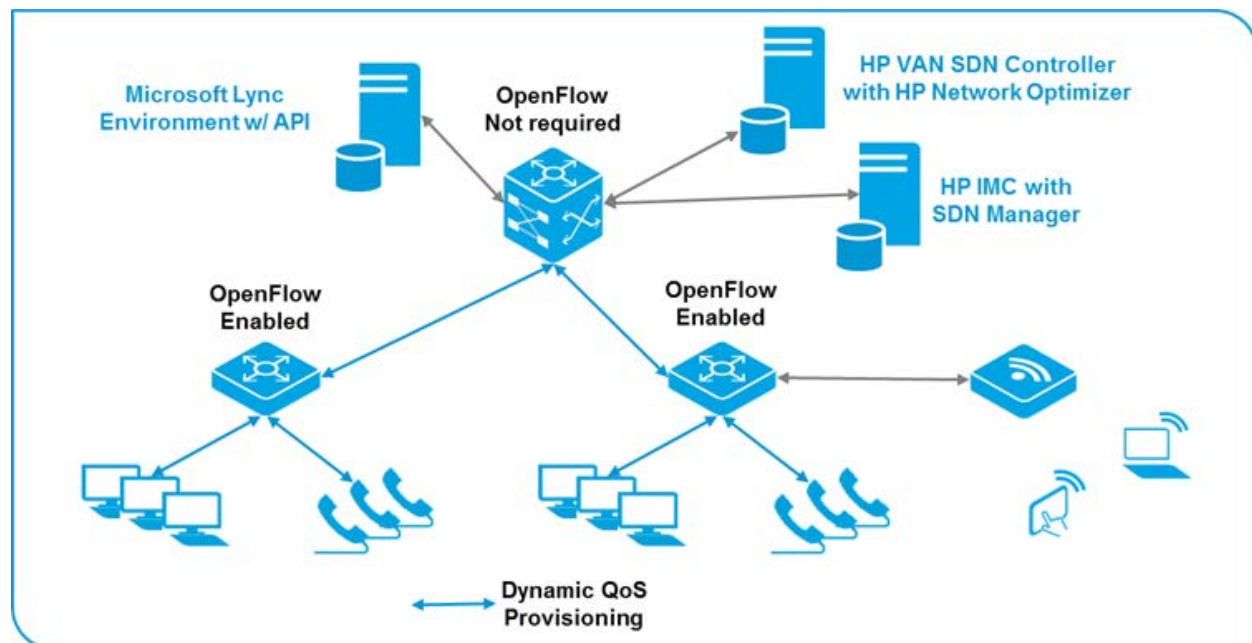 Microsoft Lync
Environment w/ API
OpenFlow
Not required
HP VAN SDN Controller
with HP Network Optimizer
HP IMC with
SDN Manager
OpenFlow
Enabled
OpenFlow
Enabled
Dynamic QoS
Provisioning